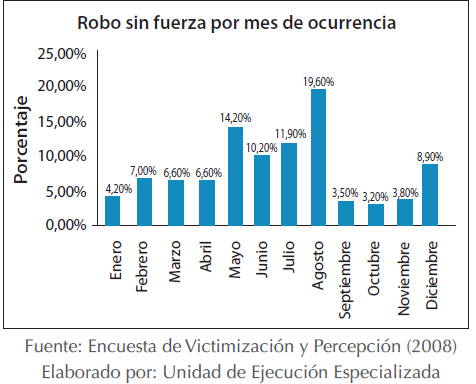 Robo sin fuerza por mes de ocurrencia
Porcentaje
25,00%
20,00%
15,00%
10,00%
5,00%
0,00%
4,20%
7,00%
6,60%
6,60%
14,20%
10,20%
11,90%
19,60%
3,50%
3,20%
3,80%
8,90%
Enero
Febrero
Marzo
Abril
Mayo
Junio
Julio
Agosto
Septiembre
Octubre
Noviembre
Diciembre
Fuente: Encuesta de Victimización y Percepción (2008)
Elaborado por: Unidad de Ejecución Especializada